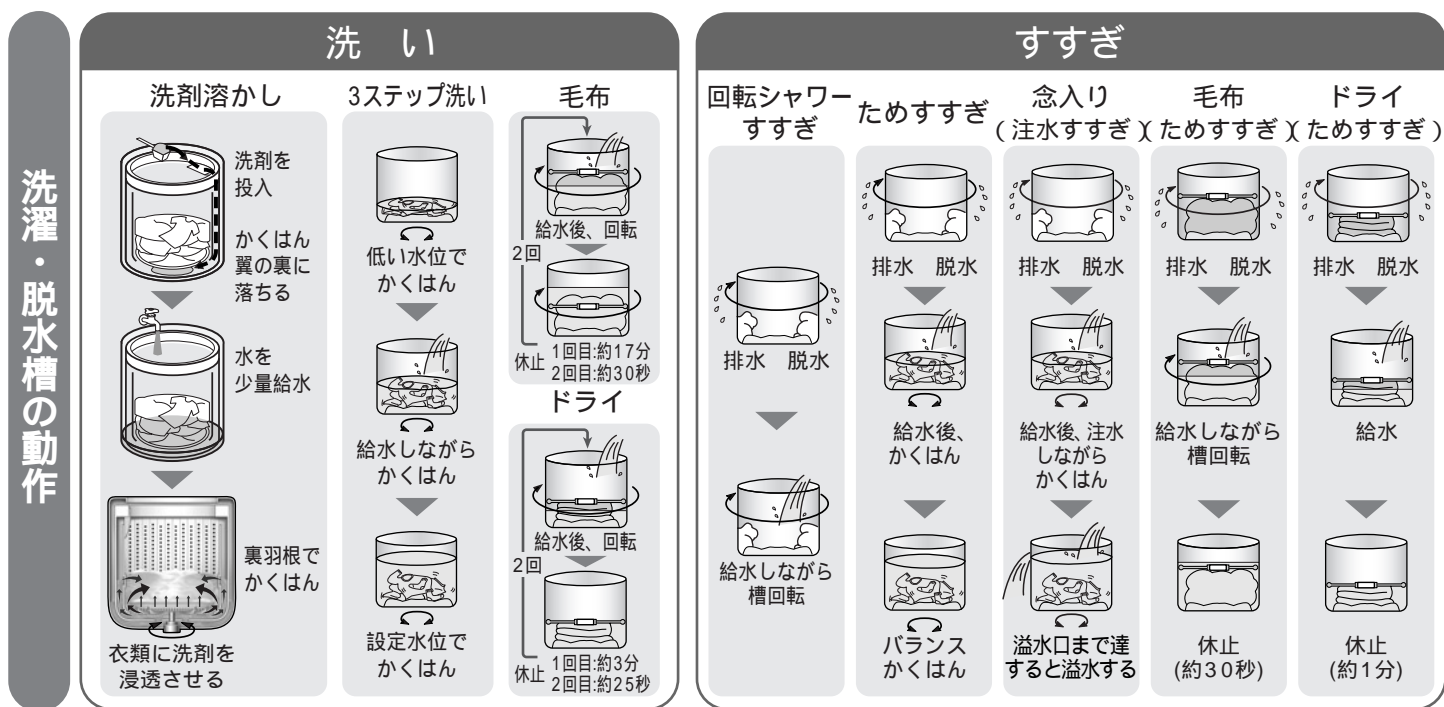 洗濯・脱水槽の動作
洗い
洗剤溶かし
洗剤を
投入
かくはん
翼の裏に
落ちる
水を
少量給水
裏羽根で
かくはん
衣類に洗剤を
浸透させる
3ステップ洗い
低い水位で
かくはん
給水しながら
かくはん
設定水位で
かくはん
毛布
給水後、回転
2回
休止 1回目:約17分
2回目:約30秒
ドライ
給水後、回転
2回
休止 1回目:約3分
2回目:約25秒
すすぎ
回転シャワー
すすぎ
排水 脱水
給水しながら
槽回転
ためすすぎ
排水 脱水
給水後、
かくはん
バランス
かくはん
念入り
(注水すすぎ)
排水 脱水
給水後、注水
しながら
かくはん
溢水口まで達
すると溢水する
毛布
(ためすすぎ)
排水 脱水
給水しながら
槽回転
休止
(約30秒)
ドライ
(ためすすぎ)
排水 脱水
給水
休止
(約1分)